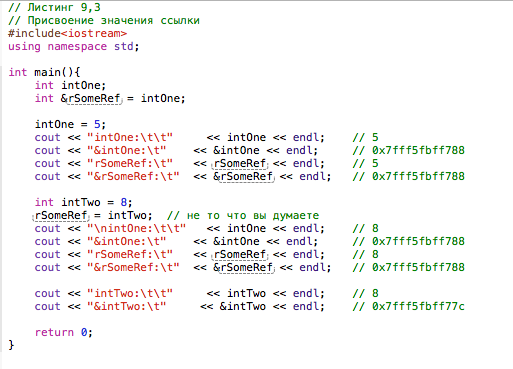 // Листинг 9,3
// Присвоение значения ссылки
#include<iostream>
using namespace std;
int main(){
int intOne;
int &rSomeRef = intOne;
intOne = 5;
cout << "intOne:\t\t" << intOne << endl; // 5
cout << "&intOne:\t" << &intOne << endl; // 0x7fff5fbff788
cout << "rSomeRef:\t" << rSomeRef << endl; // 5
cout << "&rSomeRef:\t" << &rSomeRef << endl; // 0x7fff5fbff788
int intTwo = 8;
rSomeRef = intTwo; // не то что вы думаете
cout << "\nintOne:\t\t" << intOne << endl; // 8
cout << "&intOne:\t" << &intOne << endl; // 0x7fff5fbff788
cout << "rSomeRef:\t" << rSomeRef << endl; // 8
cout << "&rSomeRef:\t" << &rSomeRef << endl; // 0x7fff5fbff788
cout << "intTwo:\t\t" << intTwo << endl; // 8
cout << "&intTwo:\t" << &intTwo << endl; // 0x7fff5fbff77c
return 0;
}